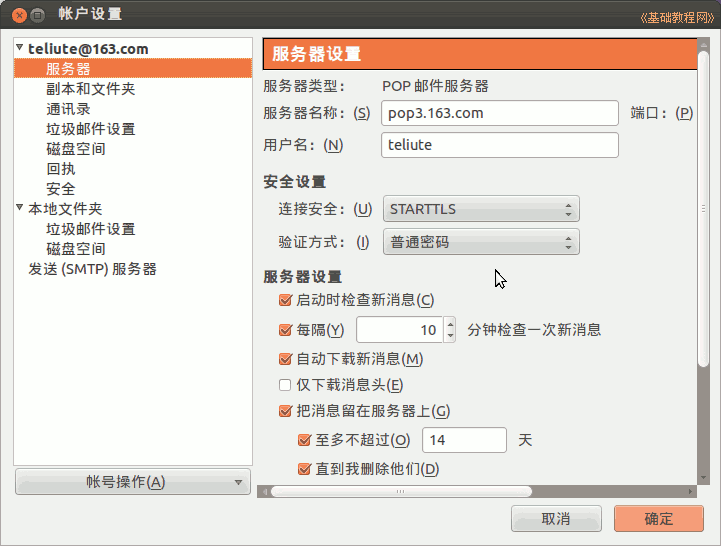 帐户设置
《基础教程网》
teliute@163.com
服务器
副本和文件夹
通讯录
垃圾邮件设置
磁盘空间
回执
安全
本地文件夹
垃圾邮件设置
磁盘空间
发送 (SMTP) 服务器
帐号操作(A)
服务器设置
服务器类型： POP 邮件服务器
服务器名称：(S) pop3.163.com 端口：(P)
用户名：(N) teliute
安全设置
连接安全：(U) STARTTLS
验证方式：(I) 普通密码
服务器设置
启动时检查新消息(C)
每隔(Y) 10 分钟检查一次新消息
自动下载新消息(M)
仅下载消息头(E)
把消息留在服务器上(G)
至多不超过(O) 14 天
直到我删除他们(D)
取消 确定